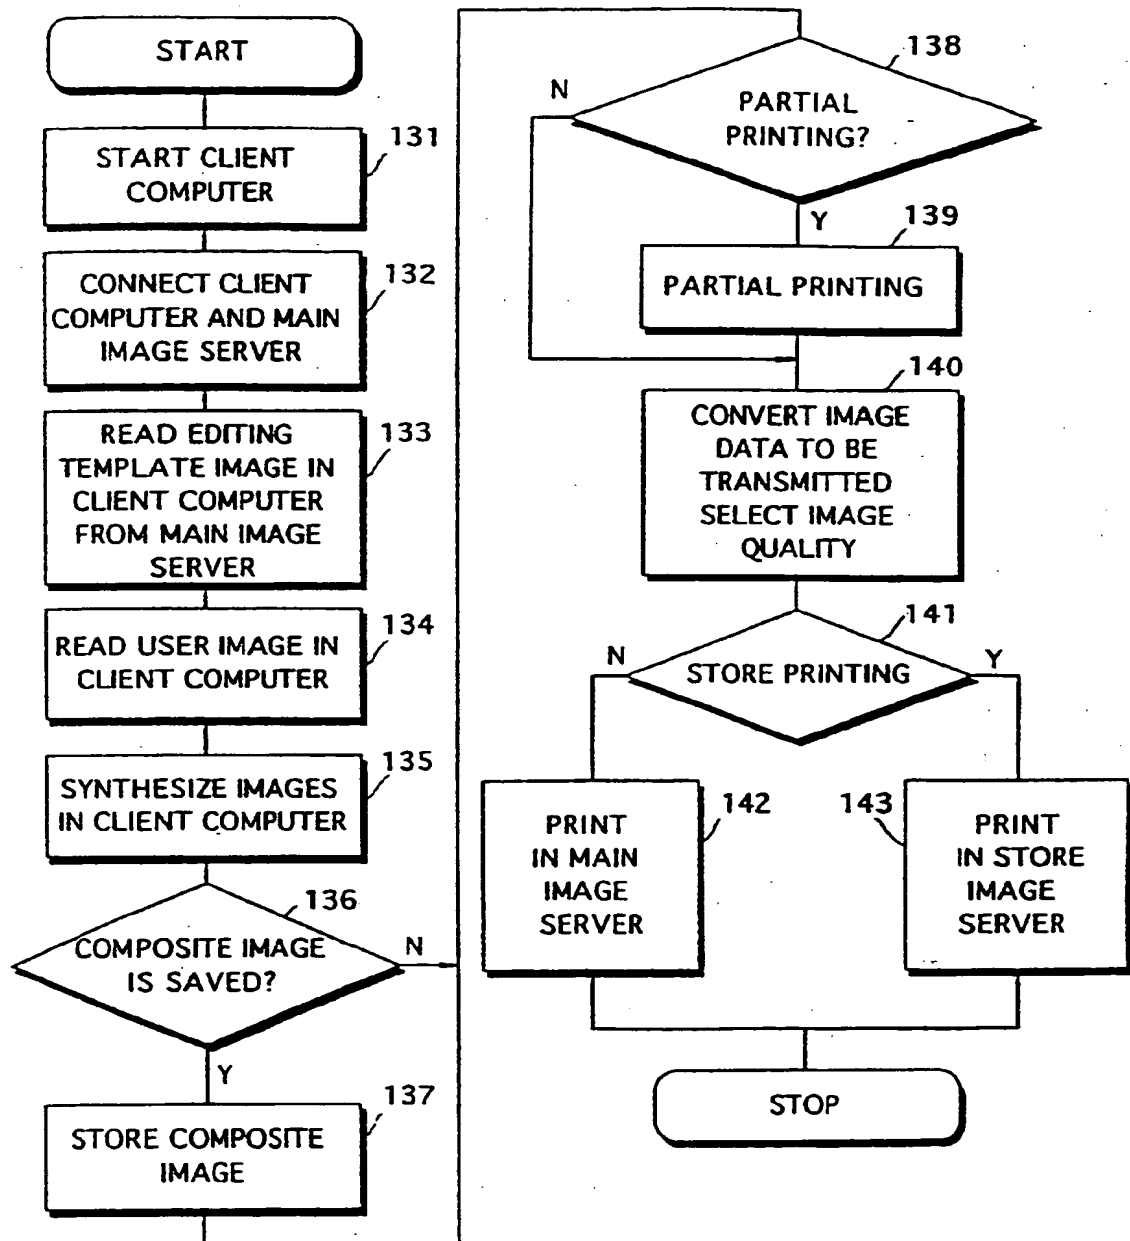 START
131
START CLIENT
COMPUTER
132
CONNECT CLIENT
COMPUTER AND MAIN
IMAGE SERVER
133
READ EDITING
TEMPLATE IMAGE IN
CLIENT COMPUTER
FROM MAIN IMAGE
SERVER
134
READ USER IMAGE IN
CLIENT COMPUTER
135
SYNTHESIZE IMAGES
IN CLIENT COMPUTER
136
COMPOSITE IMAGE
IS SAVED?
N
Y
137
STORE COMPOSITE
IMAGE
138
N
PARTIAL
PRINTING?
Y
139
PARTIAL PRINTING
140
CONVERT IMAGE
DATA TO BE
TRANSMITTED
SELECT IMAGE
QUALITY
141
N
STORE PRINTING
Y
142
PRINT
IN MAIN
IMAGE
SERVER
143
PRINT
IN STORE
IMAGE
SERVER
STOP